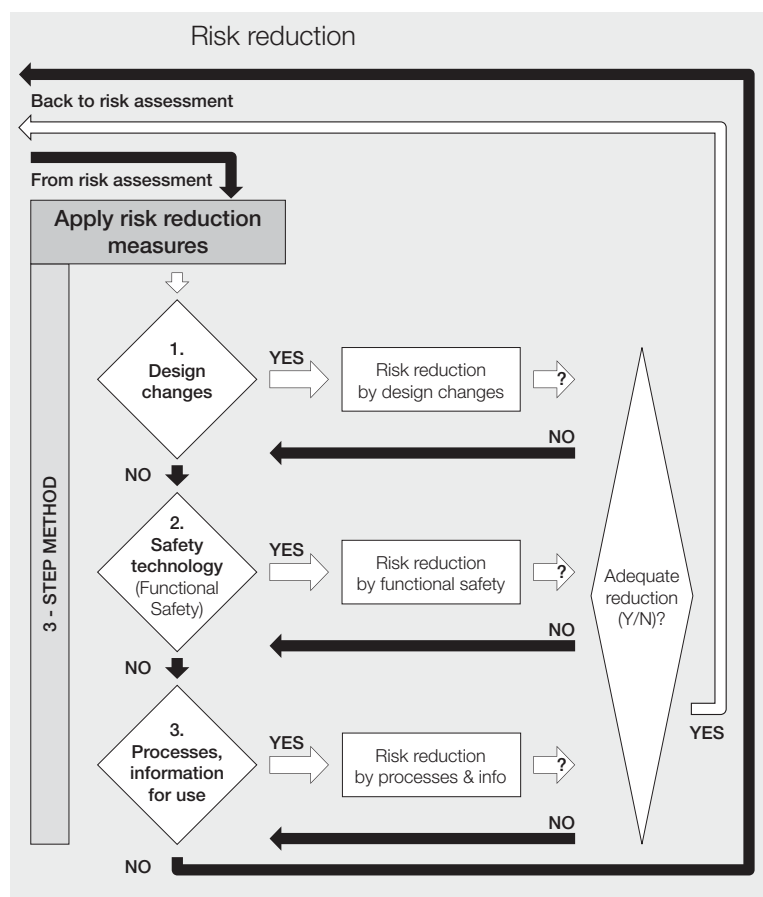 Risk reduction
Back to risk assessment
From risk assessment
Apply risk reduction
measures
3 - STEP METHOD
1.
Design
changes
YES
Risk reduction
by design changes
?
NO
NO
2.
Safety
technology
(Functional
Safety)
YES
Risk reduction
by functional safety
?
Adequate
reduction
(Y/N)?
NO
NO
3.
Processes,
information
for use
YES
Risk reduction
by processes & info
?
YES
NO
NO